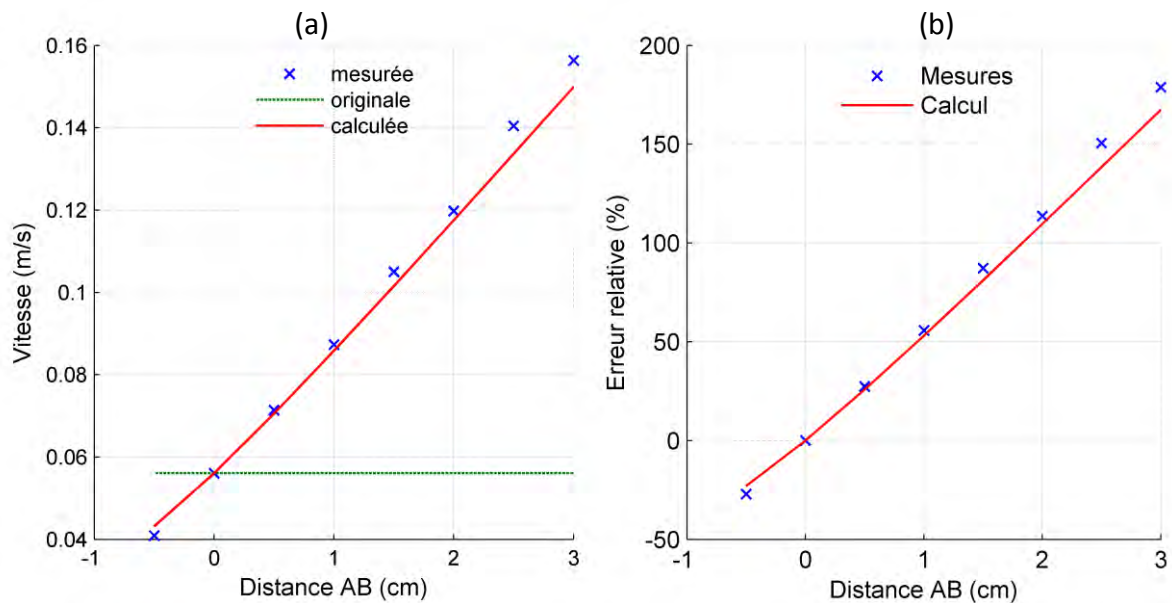 (a)
0.16
0.14
0.12
0.1
0.08
0.06
0.04
-1
0
1
2
3
Vitesse (m/s)
Distance AB (cm)
mesurée
originale
calculée
(b)
200
150
100
50
0
-50
-1
0
1
2
3
Erreur relative (%)
Distance AB (cm)
Mesures
Calcul